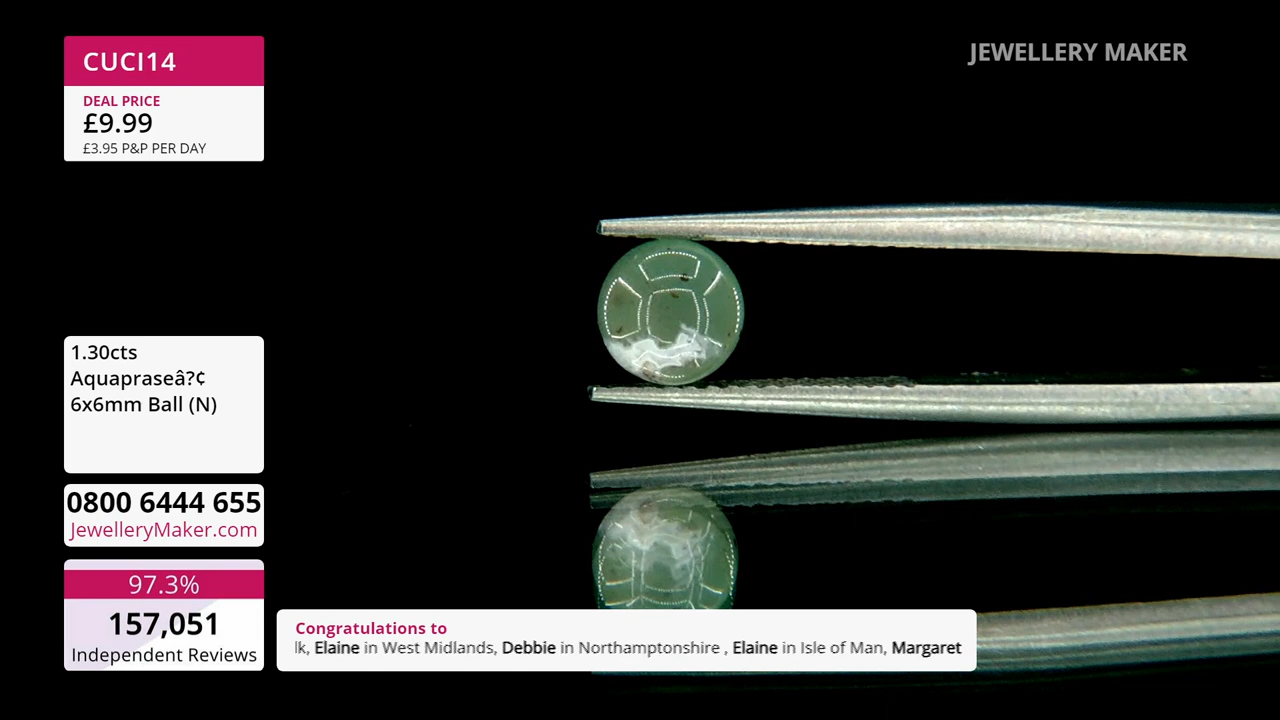 CUCI14
DEAL PRICE
£9.99
£3.95 P&P PER DAY
JEWELLERY MAKER
1.30cts
Aquapraseâ?¢
6x6mm Ball (N)
0800 6444 655
JewelleryMaker.com
97.3%
157,051
Independent Reviews
Congratulations to
lk, Elaine in West Midlands, Debbie in Northamptonshire , Elaine in Isle of Man, Margaret